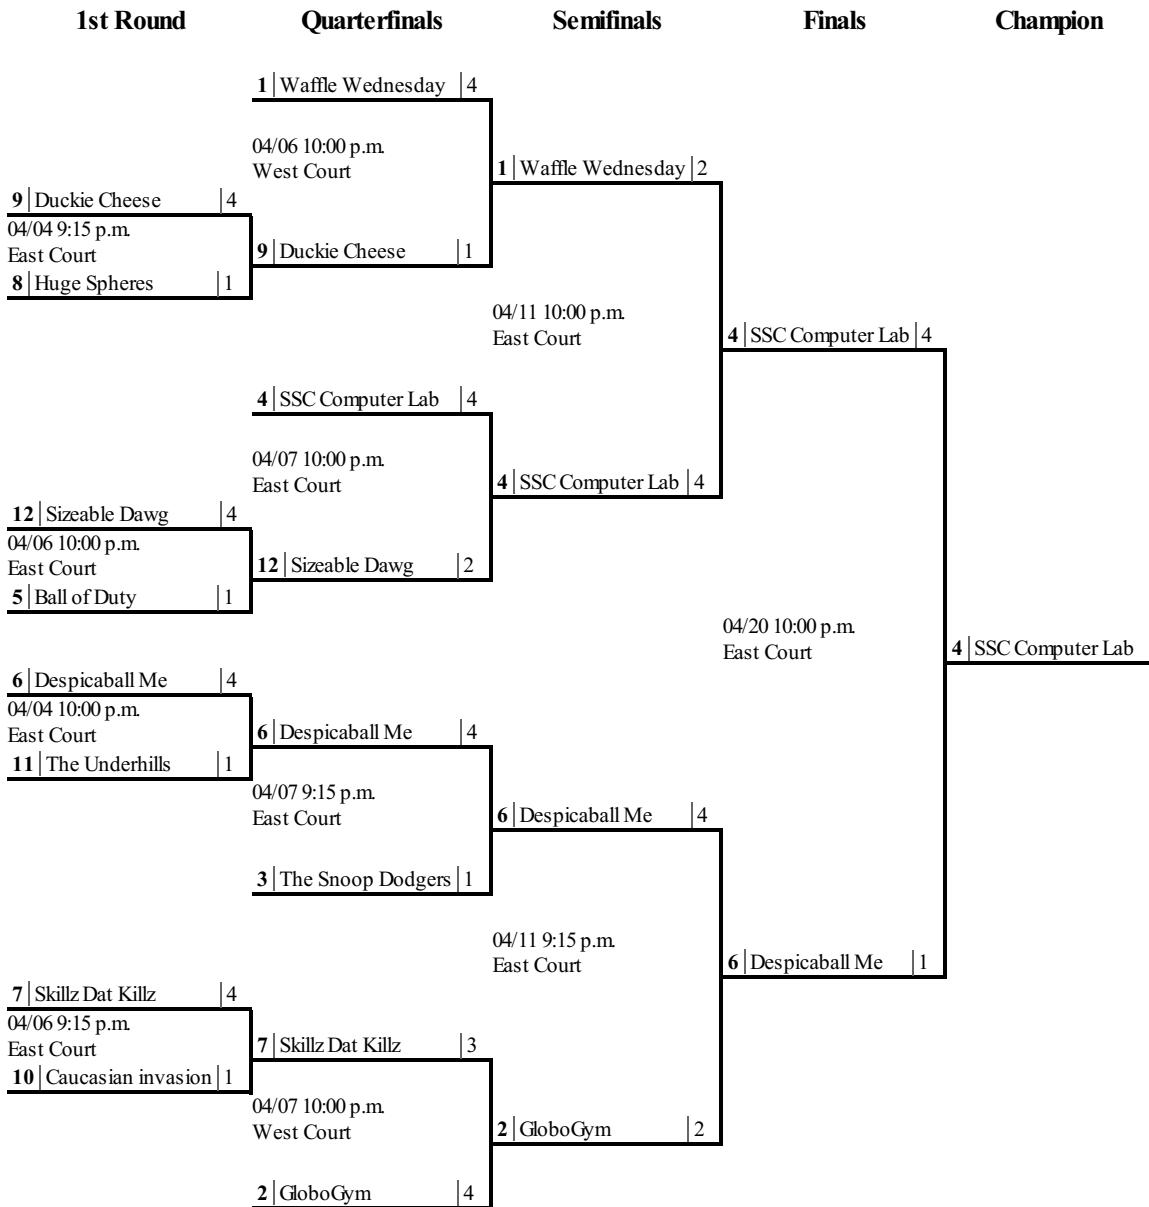 1st Round Quarterfinals Semifinals Finals Champion
1 Waffle Wednesday 4
04/06 10:00 p.m.
West Court
1 Waffle Wednesday 2
9 Duckie Cheese 4
04/04 9:15 p.m.
East Court
9 Duckie Cheese 1
8 Huge Spheres 1
04/11 10:00 p.m.
East Court
4 SSC Computer Lab 4
4 SSC Computer Lab 4
04/07 10:00 p.m.
East Court
4 SSC Computer Lab 4
12 Sizeable Dawg 4
04/06 10:00 p.m.
East Court
12 Sizeable Dawg 2
5 Ball of Duty 1
04/20 10:00 p.m.
East Court
4 SSC Computer Lab
6 Despicaball Me 4
04/04 10:00 p.m.
East Court
6 Despicaball Me 4
11 The Underhills 1
04/07 9:15 p.m.
East Court
6 Despicaball Me 4
3 The Snoop Dodgers 1
04/11 9:15 p.m.
East Court
6 Despicaball Me 1
7 Skillz Dat Killz 4
04/06 9:15 p.m.
East Court
7 Skillz Dat Killz 3
10 Caucasian invasion 1
04/07 10:00 p.m.
West Court
2 GloboGym 2
2 GloboGym 4